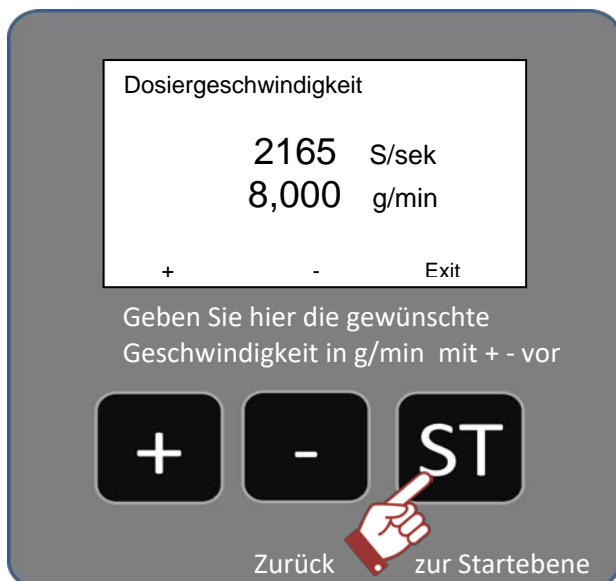 Dosiergeschwindigkeit
2165 S/sek
8,000 g/min
+ - Exit
Geben Sie hier die gewünschte
Geschwindigkeit in g/min mit + - vor
+ - ST
Zurück zur Startebene